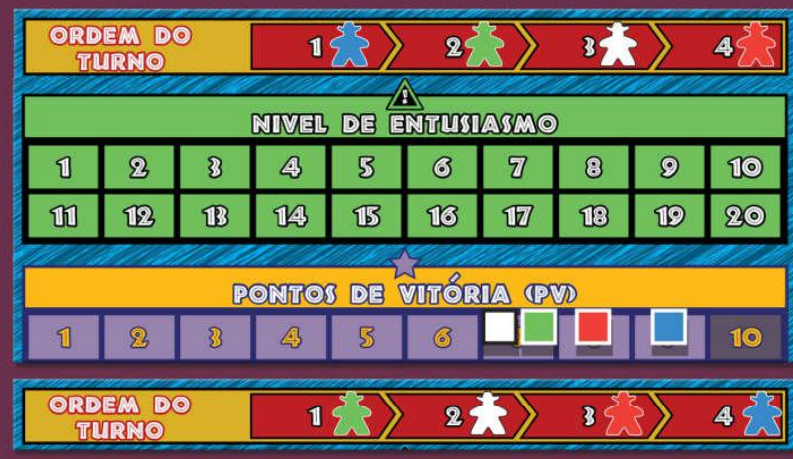 ORDEM DO
TURNO
1 2 3 4
NIVEL DE ENTUSIASMO
1 2 3 4 5 6 7 8 9 10
11 12 13 14 15 16 17 18 19 20
PONTOS DE VITÓRIA (PV)
1 2 3 4 5 6 10
ORDEM DO
TURNO
1 2 3 4